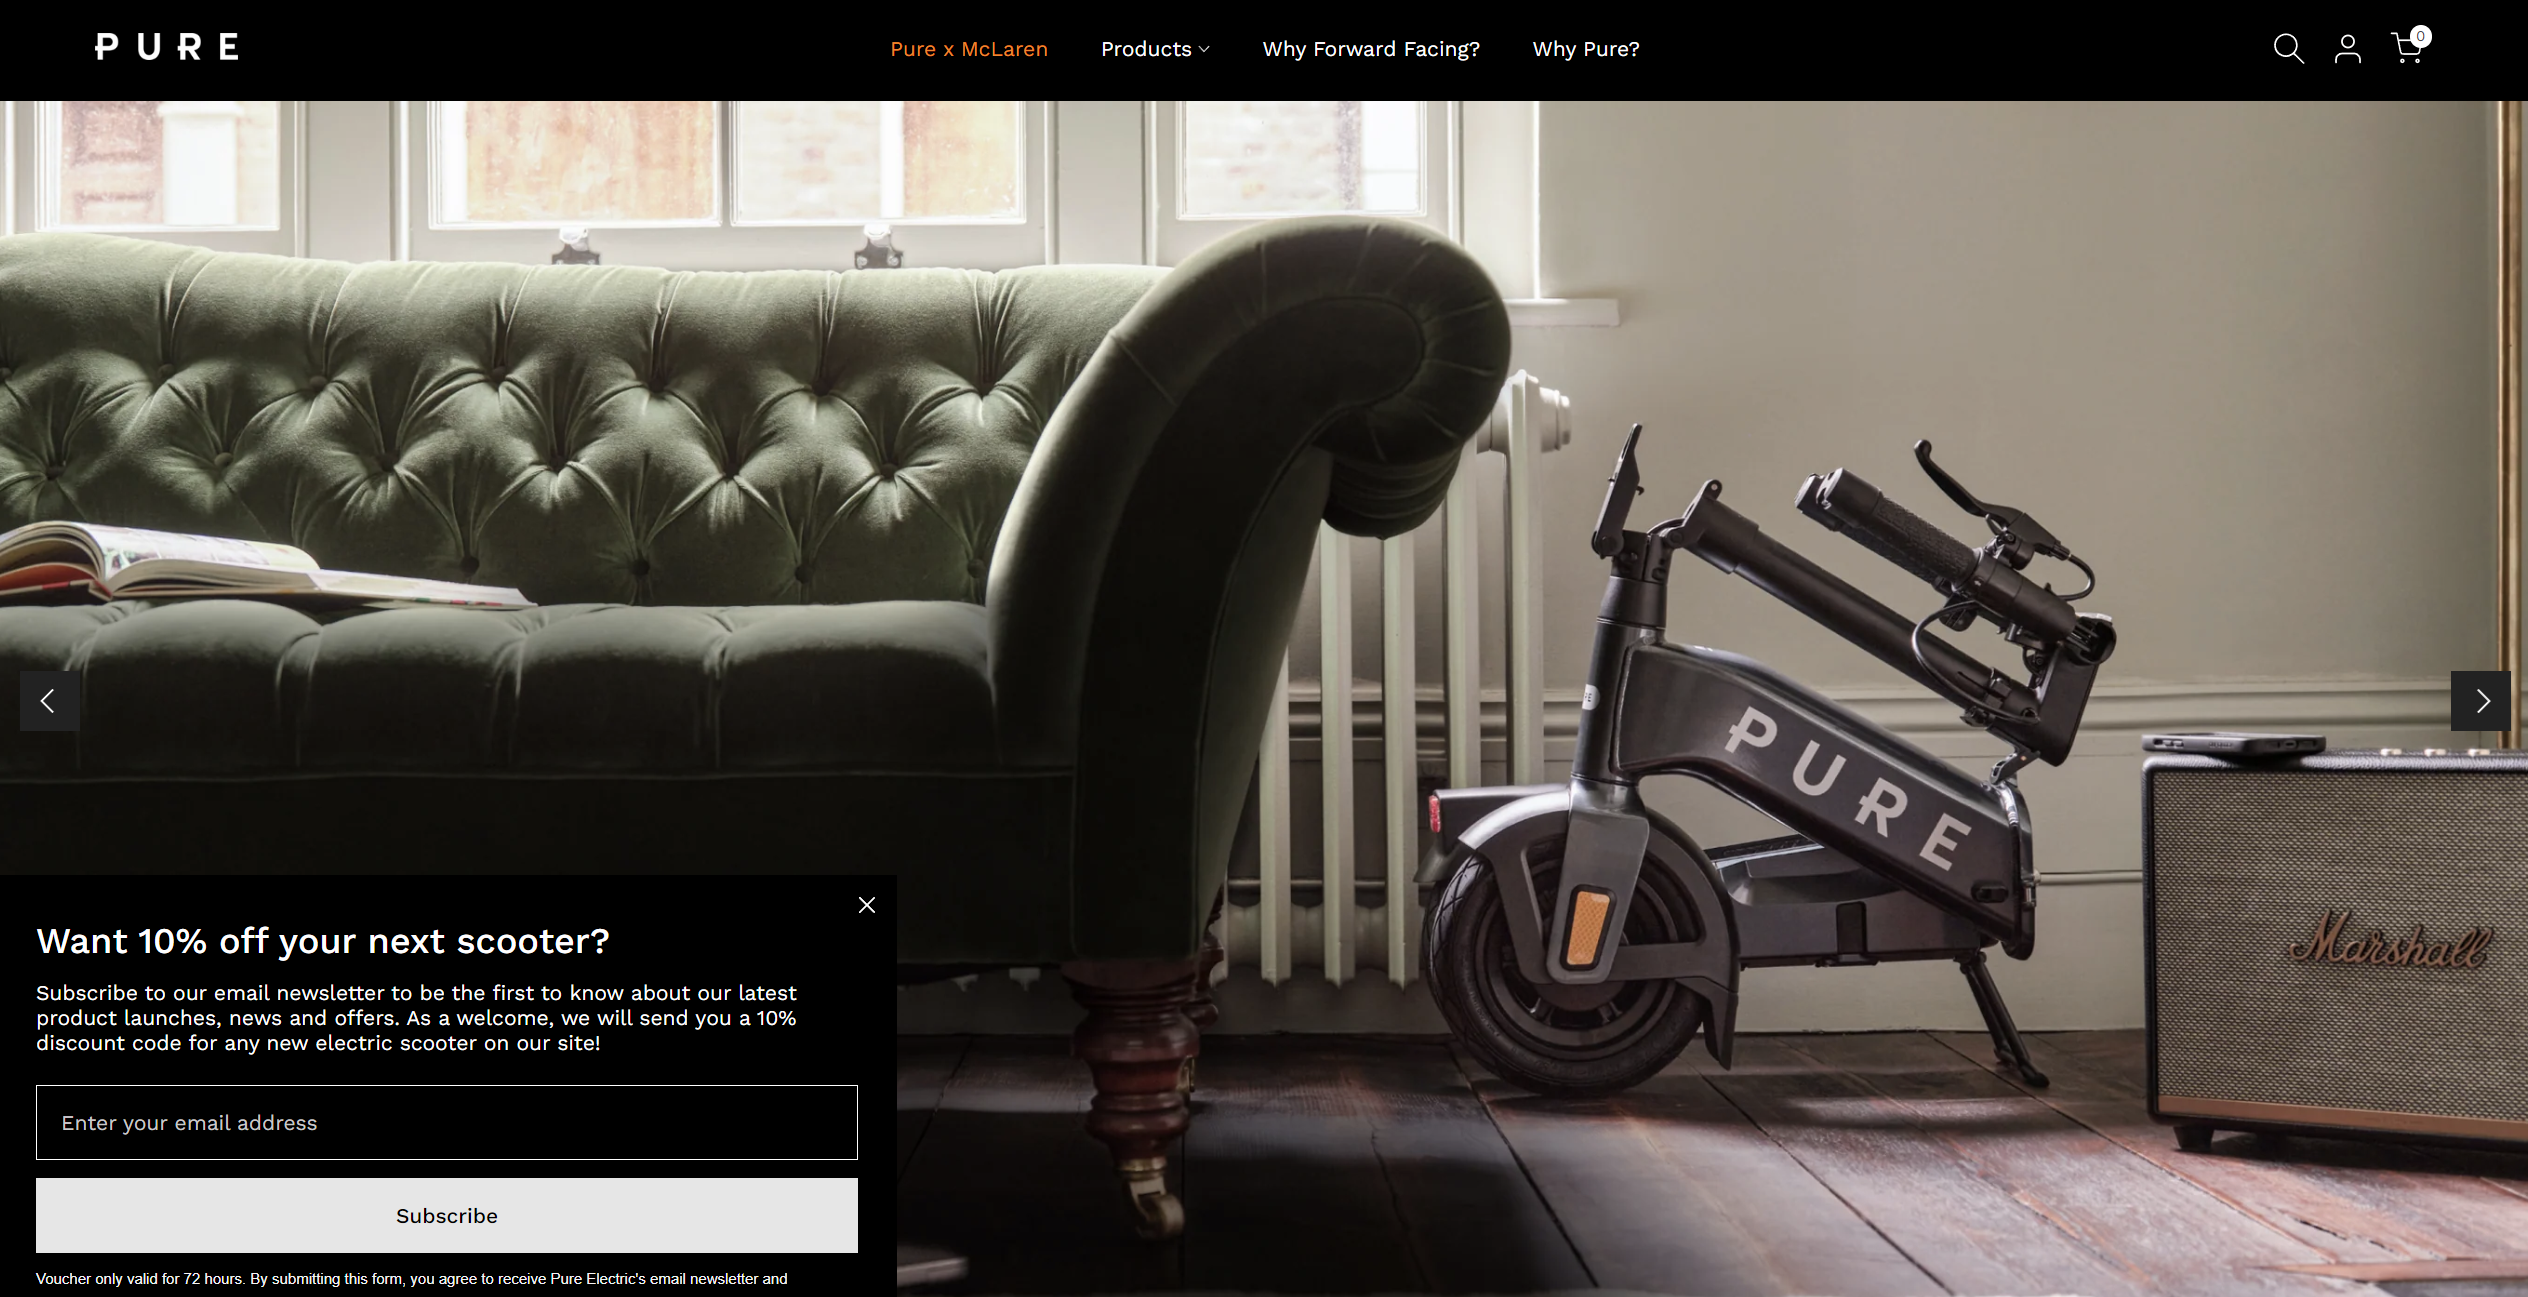 PURE
Pure x McLaren
Products
Why Forward Facing?
Why Pure?
0
PURE
Marshall
Want 10% off your next scooter?
Subscribe to our email newsletter to be the first to know about our latest
product launches, news and offers. As a welcome, we will send you a 10%
discount code for any new electric scooter on our site!
Enter your email address
Subscribe
Voucher only valid for 72 hours. By submitting this form, you agree to receive Pure Electric's email newsletter and